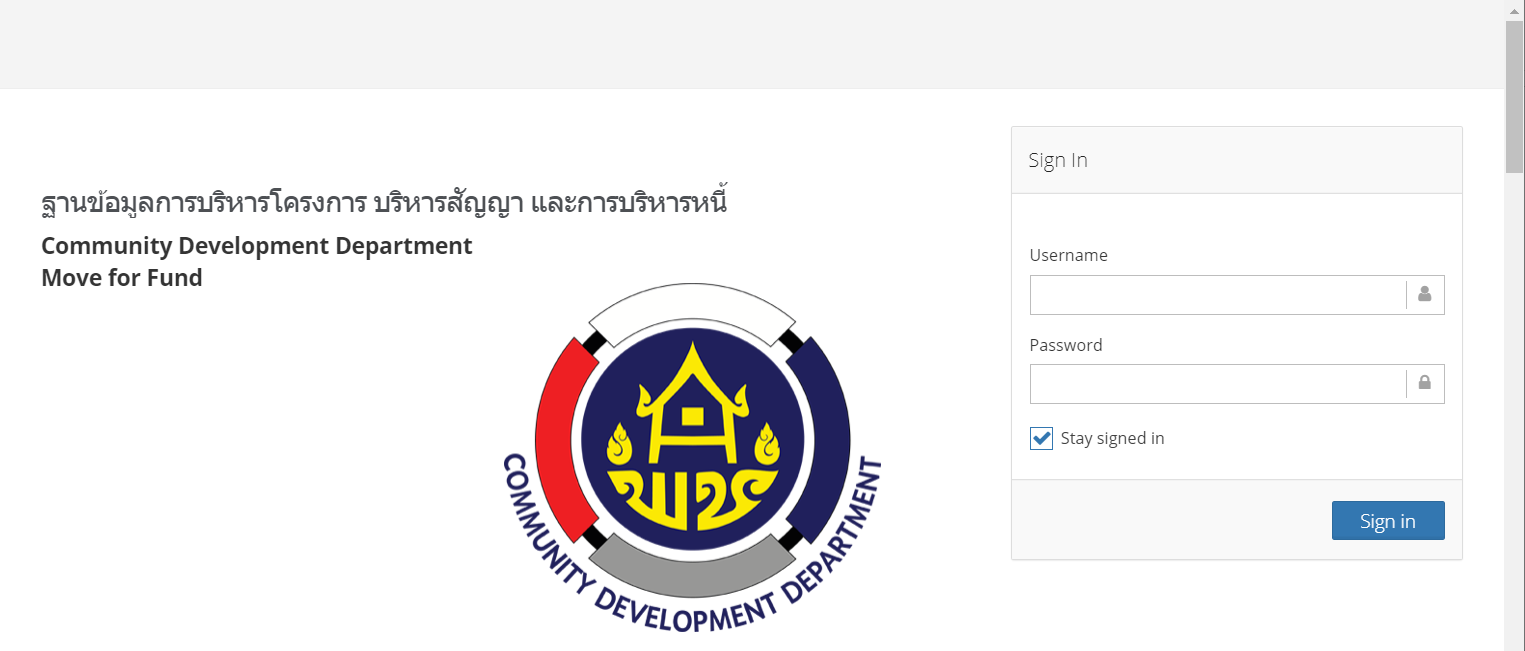 ฐานข้อมูลการบริหารโครงการ บริหารสัญญา และการบริหารหนี้
Community Development Department
Move for Fund
พช
COMMUNITY DEVELOPMENT DEPARTMENT
Sign In
Username
Password
Stay signed in
Sign in